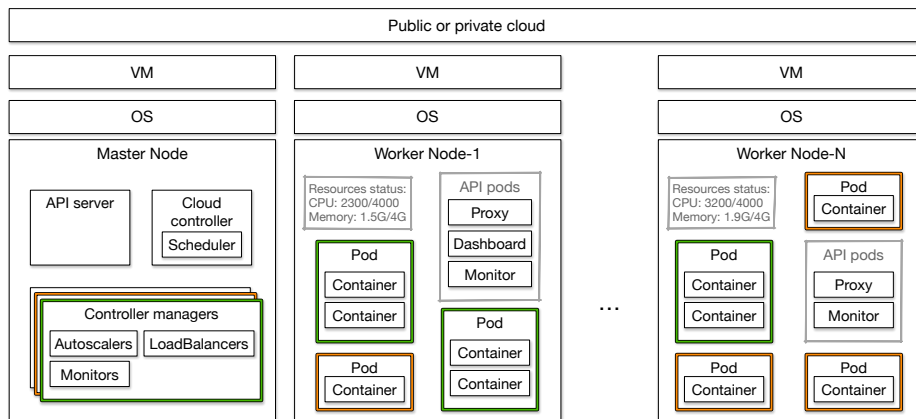 Public or private cloud
VM
VM
VM
OS
OS
OS
Master Node
API server
Cloud
controller
Scheduler
Controller managers
Autoscalers
LoadBalancers
Monitors
Worker Node-1
Resources status:
CPU: 2300/4000
Memory: 1.5G/4G
API pods
Proxy
Dashboard
Monitor
Pod
Container
Container
Pod
Container
Container
Pod
Container
...
Worker Node-N
Resources status:
CPU: 3200/4000
Memory: 1.9G/4G
Pod
Container
Pod
Container
Container
API pods
Proxy
Monitor
Pod
Container
Pod
Container